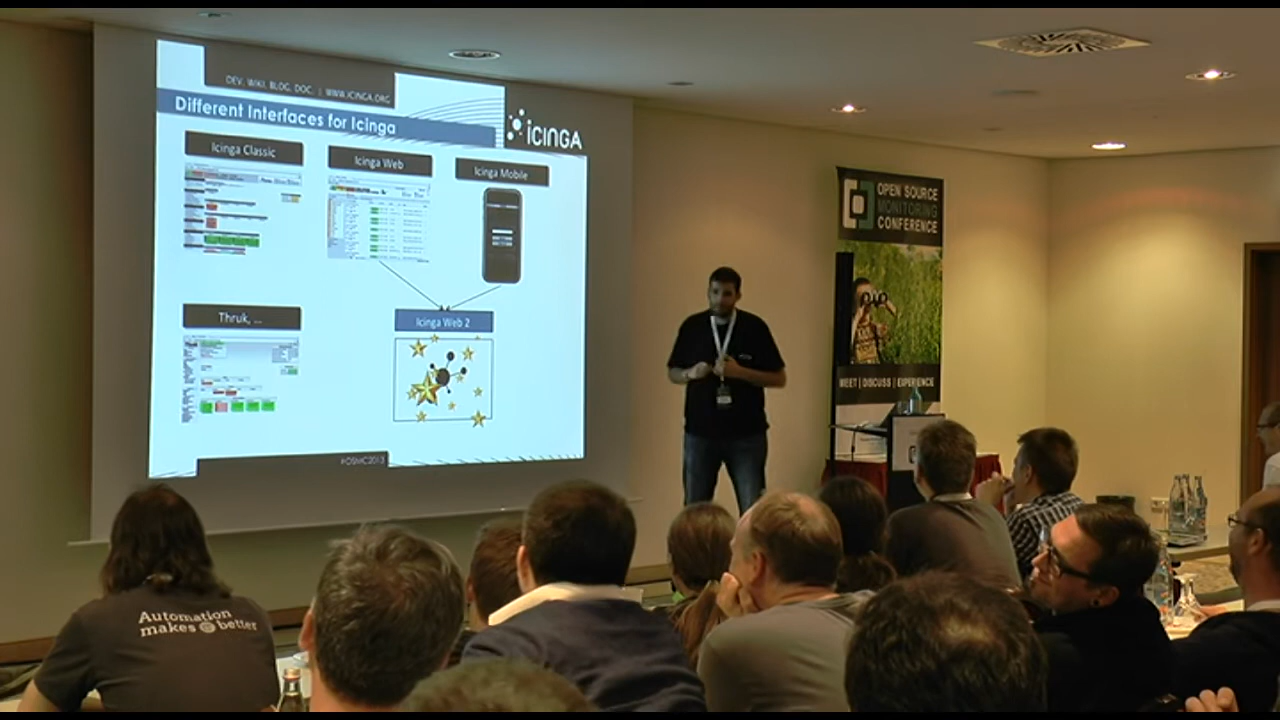 DEV. WIKI. BLOG. DOC. | WWW.ICINGA.ORG
Different Interfaces for Icinga
ICINGA
Icinga Classic
Icinga Web
Icinga Mobile
Thruk, ...
Icinga Web 2
#OSMC2013
OPEN SOURCE
MONITORING
CONFERENCE
MEET | DISCUSS | EXPERIENCE
Automation
makes better